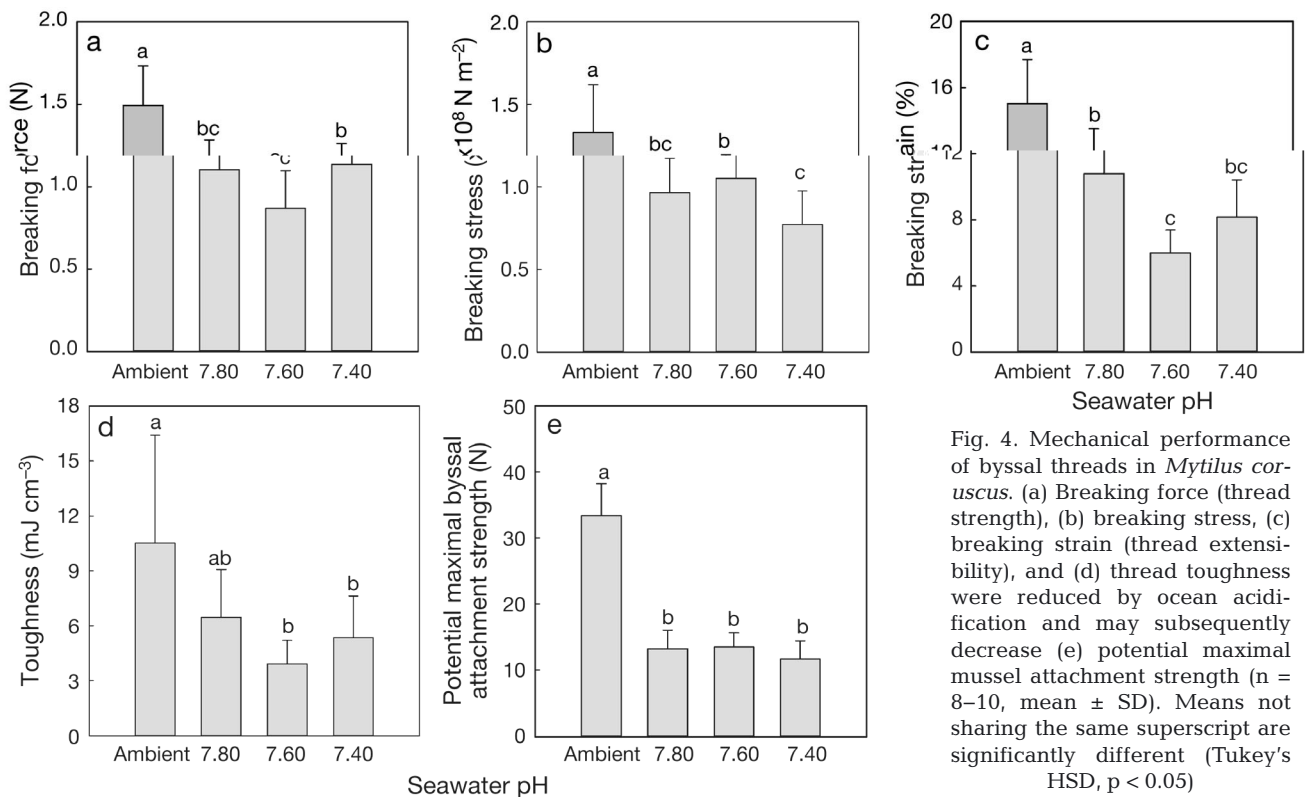 a
Breaking force (N)
2.0
1.5
1.0
0.5
0.0
a
bc
b
Ambient 7.80 7.60 7.40
b
Breaking stress (×10⁸ N m⁻²)
2.0
1.5
1.0
0.5
0.0
a
bc
b
c
Ambient 7.80 7.60 7.40
c
Breaking strain (%)
20
16
12
8
4
0
a
b
c
bc
Ambient 7.80 7.60 7.40
Seawater pH
d
Toughness (mJ cm⁻³)
18
15
12
9
6
3
0
a
ab
b
b
Ambient 7.80 7.60 7.40
e
Potential maximal byssal
attachment strength (N)
50
40
30
20
10
0
a
b
b
b
Ambient 7.80 7.60 7.40
Seawater pH
Fig. 4. Mechanical performance
of byssal threads in Mytilus cor-
uscus. (a) Breaking force (thread
strength), (b) breaking stress, (c)
breaking strain (thread extensi-
bility), and (d) thread toughness
were reduced by ocean acidi-
fication and may subsequently
decrease (e) potential maximal
mussel attachment strength (n =
8–10, mean ± SD). Means not
sharing the same superscript are
significantly different (Tukey's
HSD, p < 0.05)